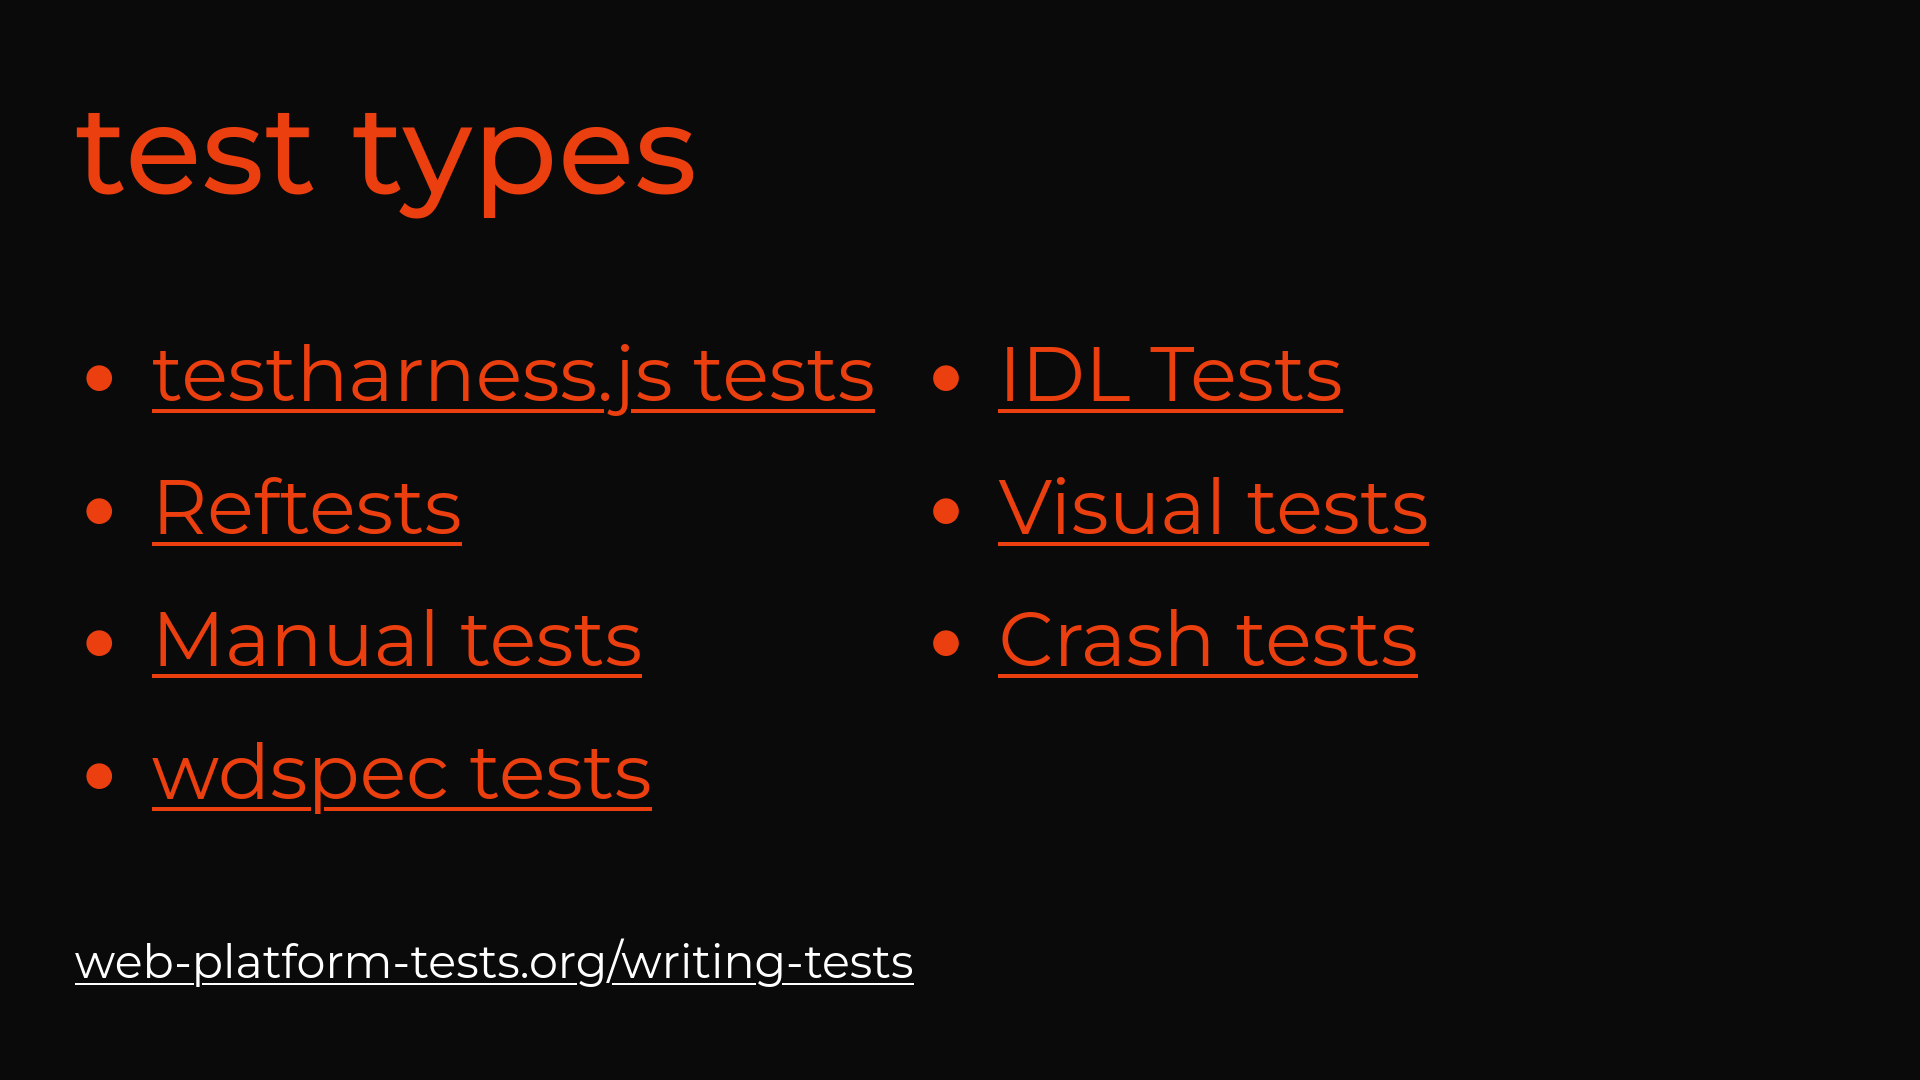 test types
• testharness.js tests
• Reftests
• Manual tests
• wdspec tests
• IDL Tests
• Visual tests
• Crash tests
web-platform-tests.org/writing-tests